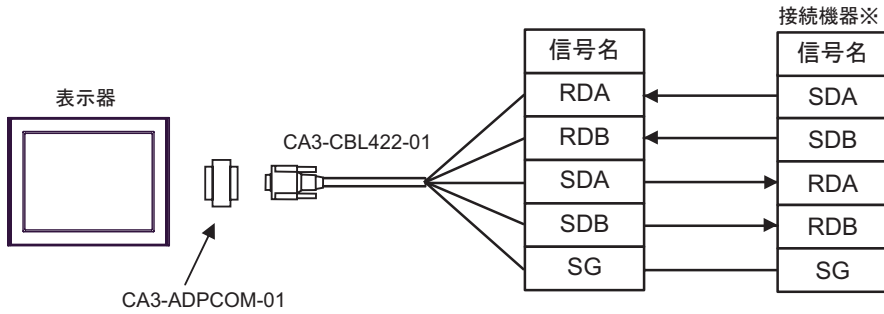 接続機器※
信号名 信号名
表示器
RDA SDA
CA3-CBL422-01
RDB SDB
SDA RDA
SDB RDB
SG SG
CA3-ADPCOM-01